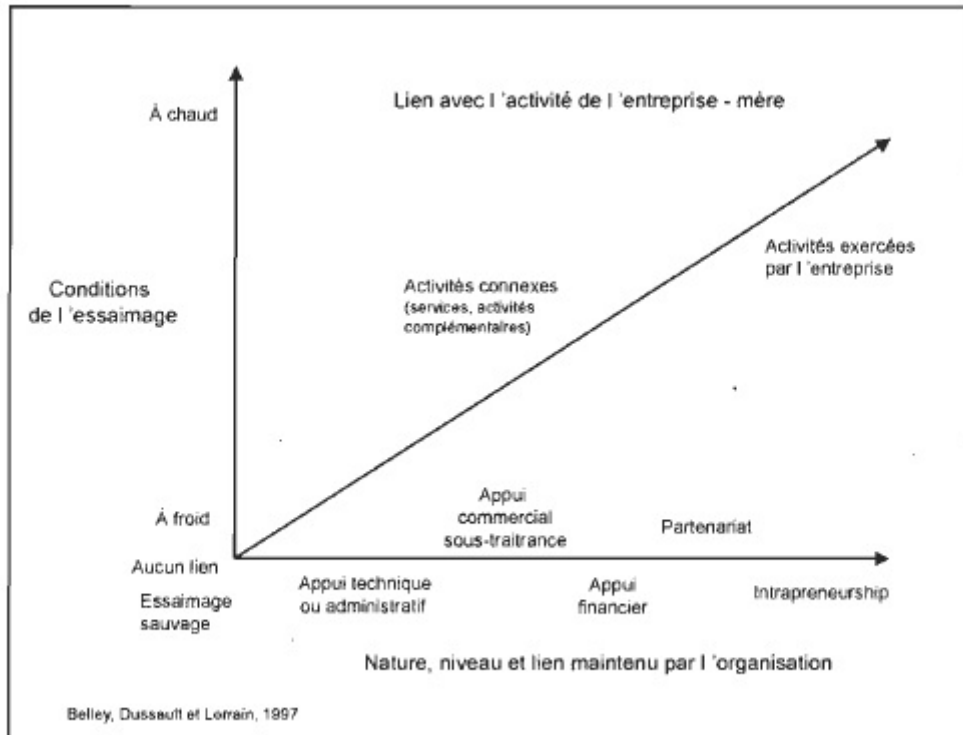 À chaud
Lien avec l 'activité de l 'entreprise - mère
Activités exercées
par l 'entreprise
Activités connexes
(services, activités
complémentaires)
Conditions
de l 'essaimage
À froid
Appui
commercial
sous-traitrance
Partenariat
Aucun lien
Essaimage
sauvage
Appui technique
ou administratif
Appui
financier
Intrapreneurship
Nature, niveau et lien maintenu par l 'organisation
Belley, Dussault et Lorrain, 1997